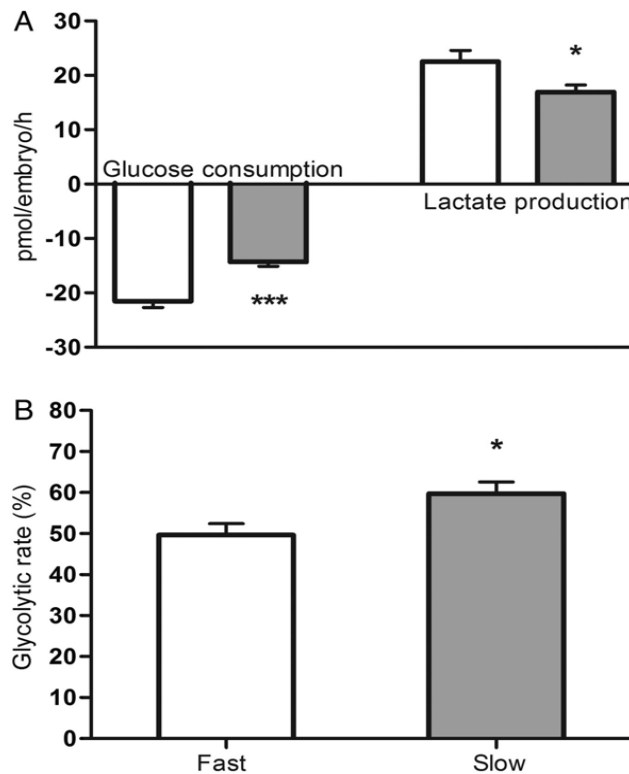 A
30
20
*
10
Glucose consumption
0
Lactate production
-10
-20
***
-30
pmol/embryo/h
B
80
70
*
60
50
40
30
20
10
0
Glycolytic rate (%)
Fast Slow